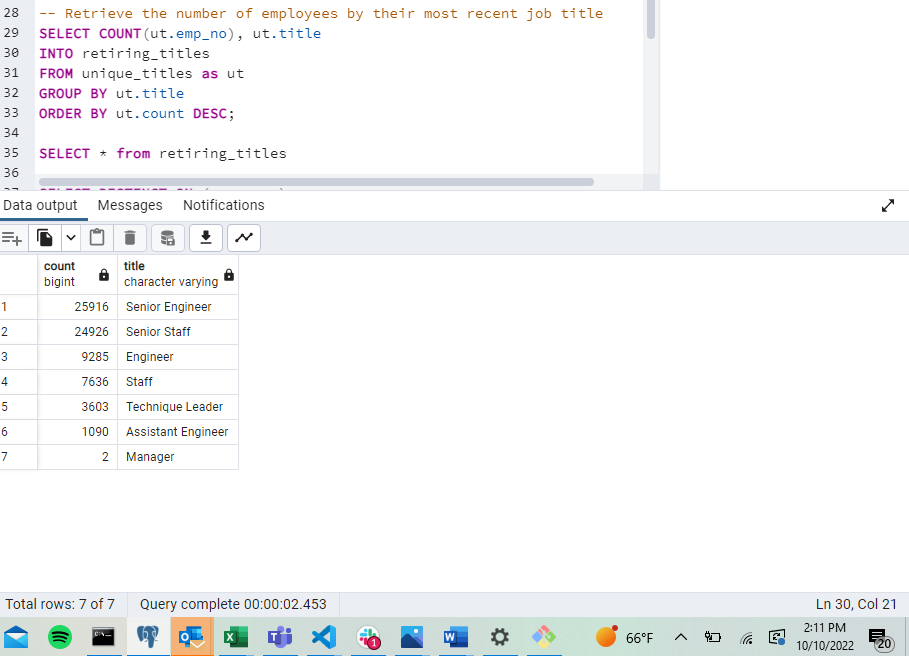 28 -- Retrieve the number of employees by their most recent job title
29 SELECT COUNT(ut.emp_no), ut.title
30 INTO retiring_titles
31 FROM unique_titles as ut
32 GROUP BY ut.title
33 ORDER BY ut.count DESC;
34
35 SELECT * from retiring_titles
36
Data output Messages Notifications
count title
bigint character varying
1 25916 Senior Engineer
2 24926 Senior Staff
3 9285 Engineer
4 7636 Staff
5 3603 Technique Leader
6 1090 Assistant Engineer
7 2 Manager
Total rows: 7 of 7 Query complete 00:00:02.453 Ln 30, Col 21
1 66°F 2:11 PM
10/10/2022 20